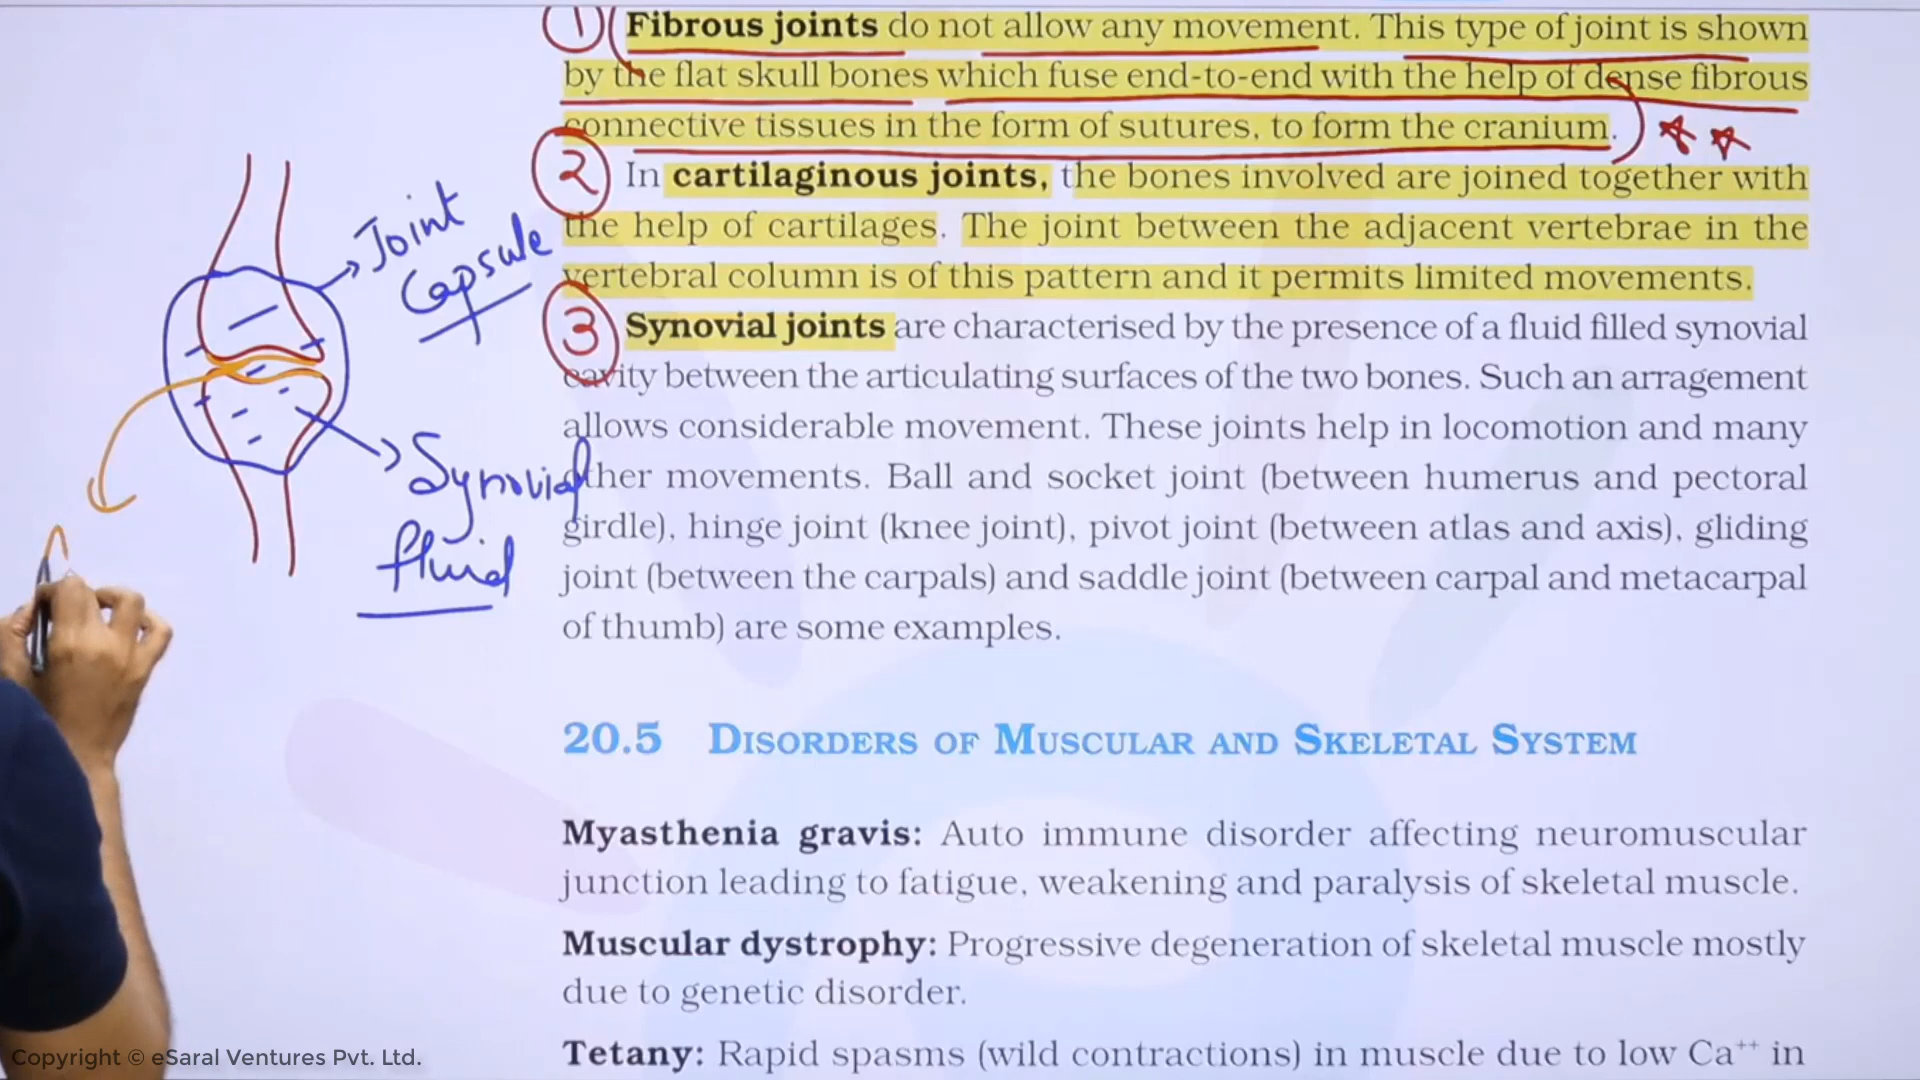 1 Fibrous joints do not allow any movement. This type of joint is shown
by the flat skull bones which fuse end-to-end with the help of dense fibrous
connective tissues in the form of sutures, to form the cranium.
2 In cartilaginous joints, the bones involved are joined together with
the help of cartilages. The joint between the adjacent vertebrae in the
vertebral column is of this pattern and it permits limited movements.
3 Synovial joints are characterised by the presence of a fluid filled synovial
cavity between the articulating surfaces of the two bones. Such an arragement
allows considerable movement. These joints help in locomotion and many
other movements. Ball and socket joint (between humerus and pectoral
girdle), hinge joint (knee joint), pivot joint (between atlas and axis), gliding
joint (between the carpals) and saddle joint (between carpal and metacarpal
of thumb) are some examples.
Joint
Capsule
Synovial
fluid
20.5 DISORDERS OF MUSCULAR AND SKELETAL SYSTEM
Myasthenia gravis: Auto immune disorder affecting neuromuscular
junction leading to fatigue, weakening and paralysis of skeletal muscle.
Muscular dystrophy: Progressive degeneration of skeletal muscle mostly
due to genetic disorder.
Tetany: Rapid spasms (wild contractions) in muscle due to low Ca⁺⁺ in
Copyright © eSaral Ventures Pvt. Ltd.